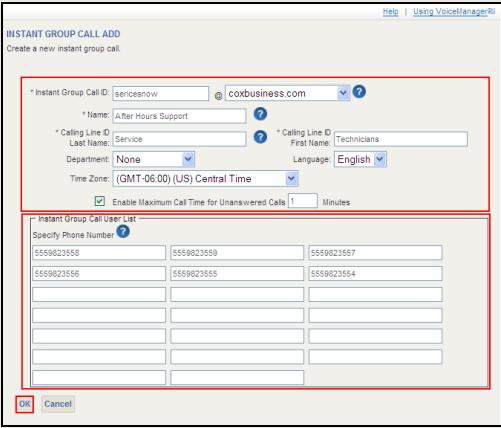 Help | Using VoiceManager
INSTANT GROUP CALL ADD
Create a new instant group call.
* Instant Group Call ID: sericesnow @ coxbusiness.com ?
* Name: After Hours Support ?
* Calling Line ID Last Name: Service ? * Calling Line ID First Name: Technicians
Department: None Language: English
Time Zone: (GMT-06:00) (US) Central Time
Enable Maximum Call Time for Unanswered Calls 1 Minutes
Instant Group Call User List
Specify Phone Number ?
5559823558 5559823559 5559823557
5559823556 5559823555 5559823554
OK Cancel